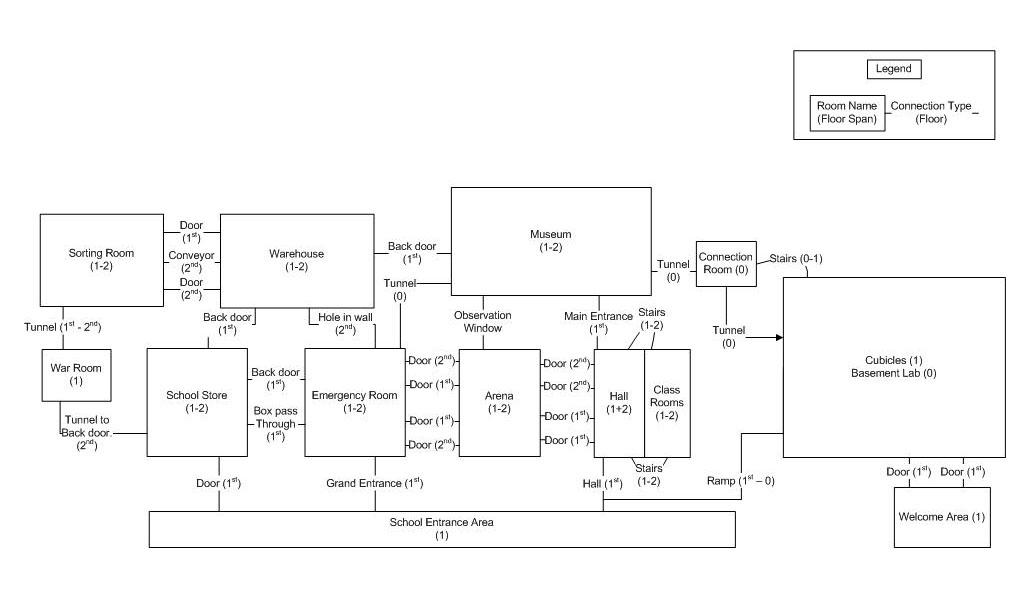 Legend
Room Name
(Floor Span)
Connection Type
(Floor)
Sorting Room
(1-2)
Door
(1st)
Conveyor
(2nd)
Door
(2nd)
Warehouse
(1-2)
Back door
(1st)
Museum
(1-2)
Tunnel
(0)
Connection
Room (0)
Stairs (0-1)
Tunnel
(0)
Tunnel (1st - 2nd)
Back door
(1st)
Hole in wall
(2nd)
Observation
Window
Main Entrance
(1st)
Stairs
(1-2)
Tunnel
(0)
War Room
(1)
School Store
(1-2)
Back door
(1st)
Box pass
Through
(1st)
Emergency Room
(1-2)
Door (2nd)
Door (1st)
Door (1st)
Door (2nd)
Arena
(1-2)
Door (2nd)
Door (2nd)
Door (1st)
Door (1st)
Hall
(1+2)
Class
Rooms
(1-2)
Cubicles (1)
Basement Lab (0)
Tunnel to
Back door.
(2nd)
Door (1st)
Grand Entrance (1st)
Hall (1st)
Stairs
(1-2)
Ramp (1st – 0)
Door (1st)
Door (1st)
School Entrance Area
(1)
Welcome Area (1)